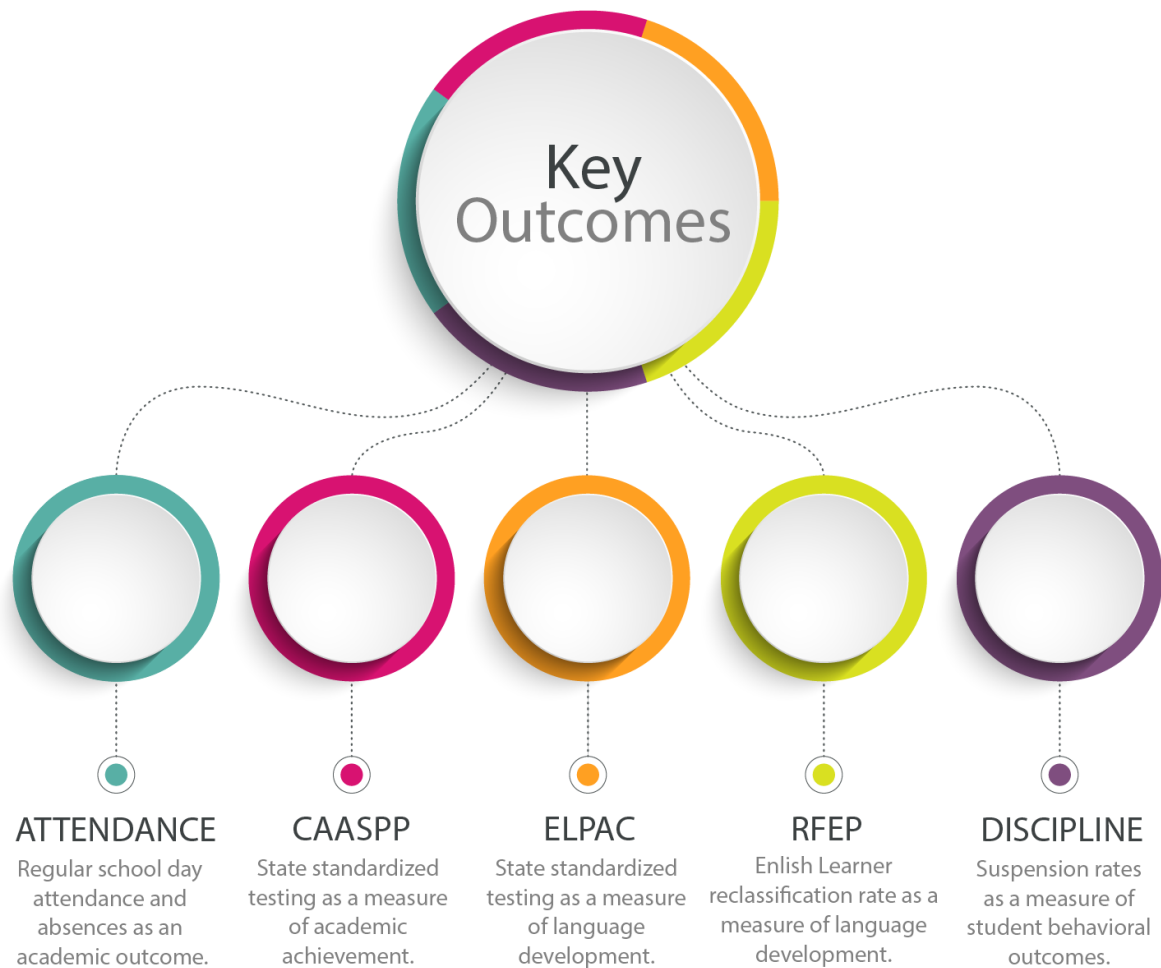 Key
Outcomes
ATTENDANCE
Regular school day
attendance and
absences as an
academic outcome.
CAASPP
State standardized
testing as a measure
of academic
achievement.
ELPAC
State standardized
testing as a measure
of language
development.
RFEP
Enlish Learner
reclassification rate as a
measure of language
development.
DISCIPLINE
Suspension rates
as a measure of
student behavioral
outcomes.